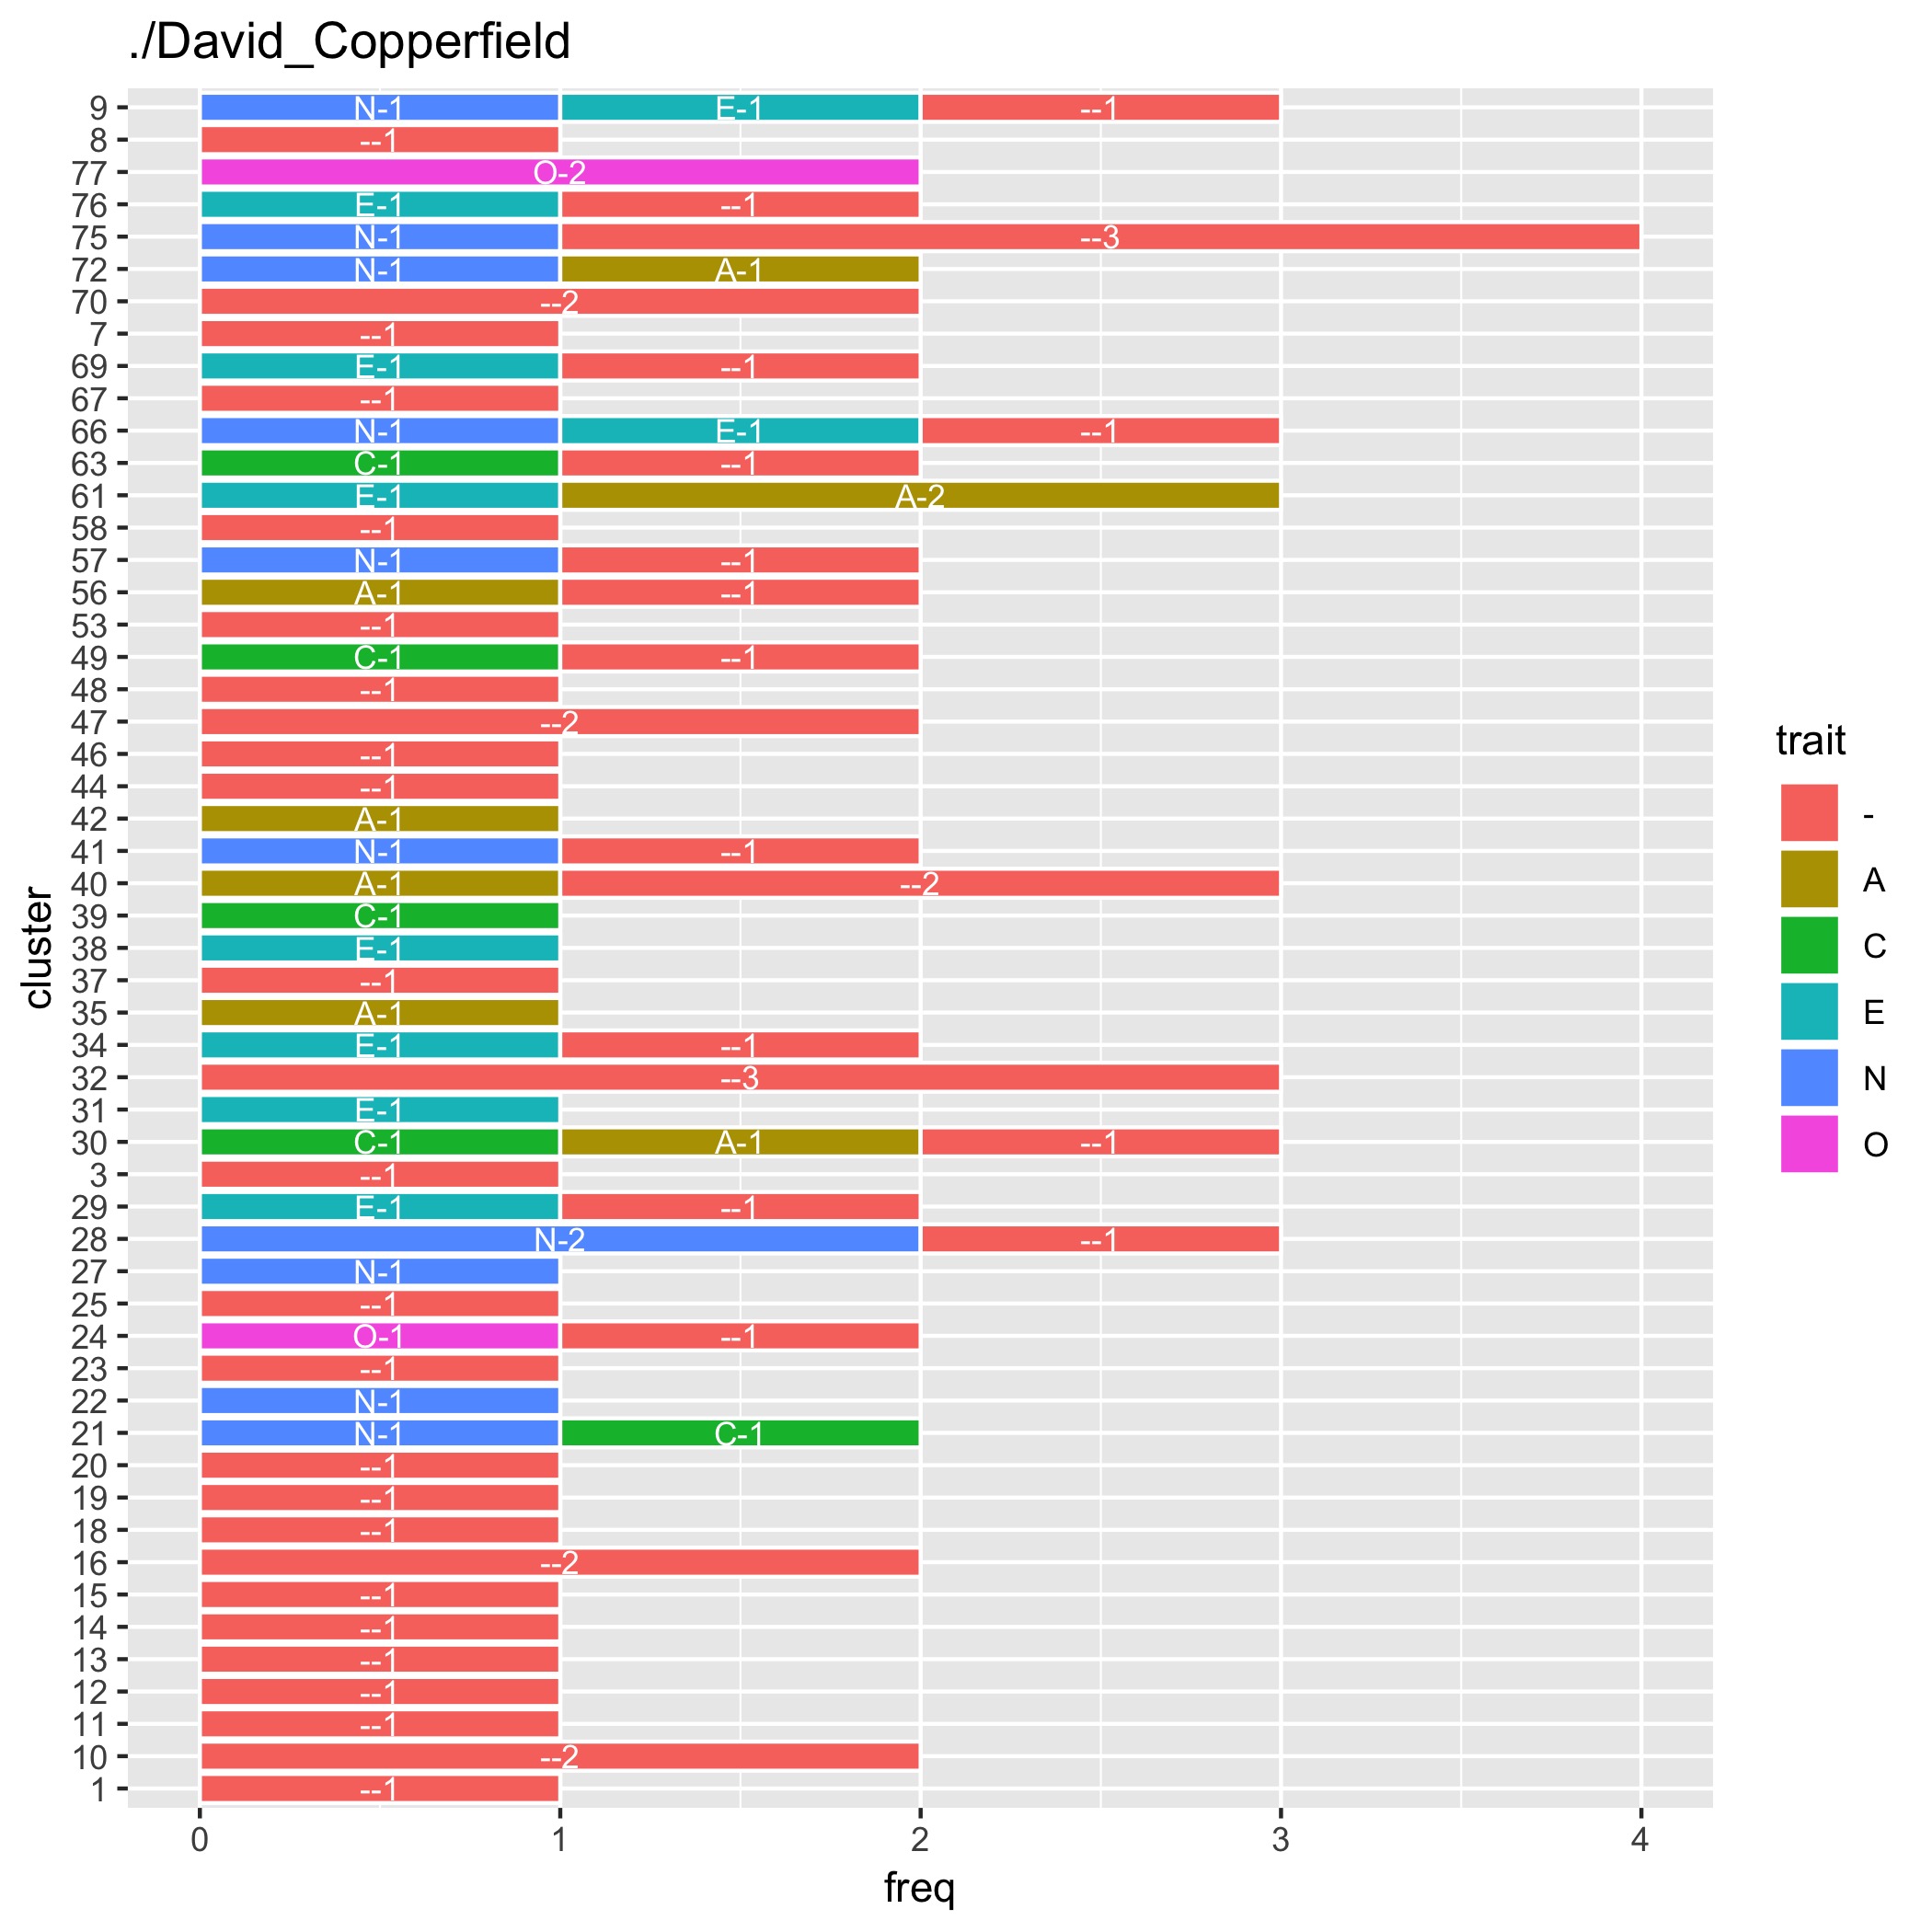 ./David_Copperfield
9 N-1 E-1 --1
8 --1
77 O-2
76 E-1 --1
75 N-1 --3
72 N-1 A-1
70 --2
7 --1
69 E-1 --1
67 --1
66 N-1 E-1 --1
63 C-1 --1
61 E-1 A-2
58 --1
57 N-1 --1
56 A-1 --1
53 --1
49 C-1 --1
48 --1
47 --2
46 --1
44 --1
42 A-1
41 N-1 --1
40 A-1 --2
39 C-1
38 E-1
37 --1
35 A-1
34 E-1 --1
32 --3
31 E-1
30 C-1 A-1 --1
3 --1
29 E-1 --1
28 N-2 --1
27 N-1
25 --1
24 O-1 --1
23 --1
22 N-1
21 N-1 C-1
20 --1
19 --1
18 --1
16 --2
15 --1
14 --1
13 --1
12 --1
11 --1
10 --2
1 --1
0 1 2 3 4
freq
cluster
trait
-
A
C
E
N
O